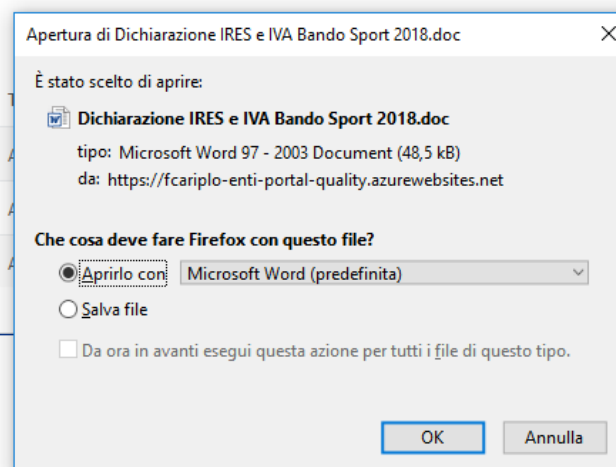 Apertura di Dichiarazione IRES e IVA Bando Sport 2018.doc
È stato scelto di aprire:
Dichiarazione IRES e IVA Bando Sport 2018.doc
tipo: Microsoft Word 97 - 2003 Document (48,5 kB)
da: https://fcariplo-enti-portal-quality.azurewebsites.net
Che cosa deve fare Firefox con questo file?
Aprirlo con Microsoft Word (predefinita)
Salva file
Da ora in avanti esegui questa azione per tutti i file di questo tipo.
OK Annulla